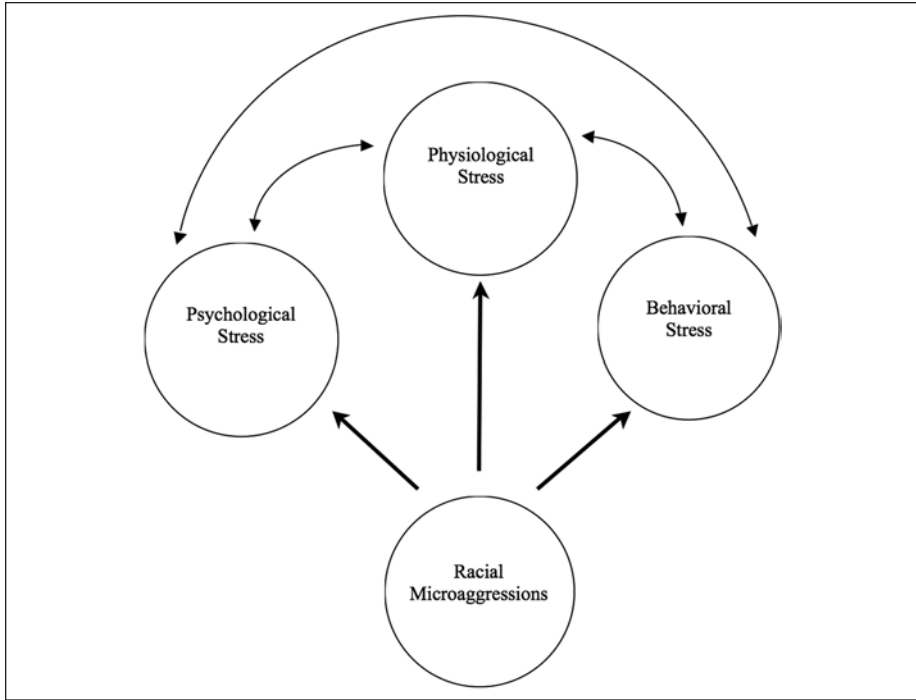 Physiological
Stress
Psychological
Stress
Behavioral
Stress
Racial
Microaggressions